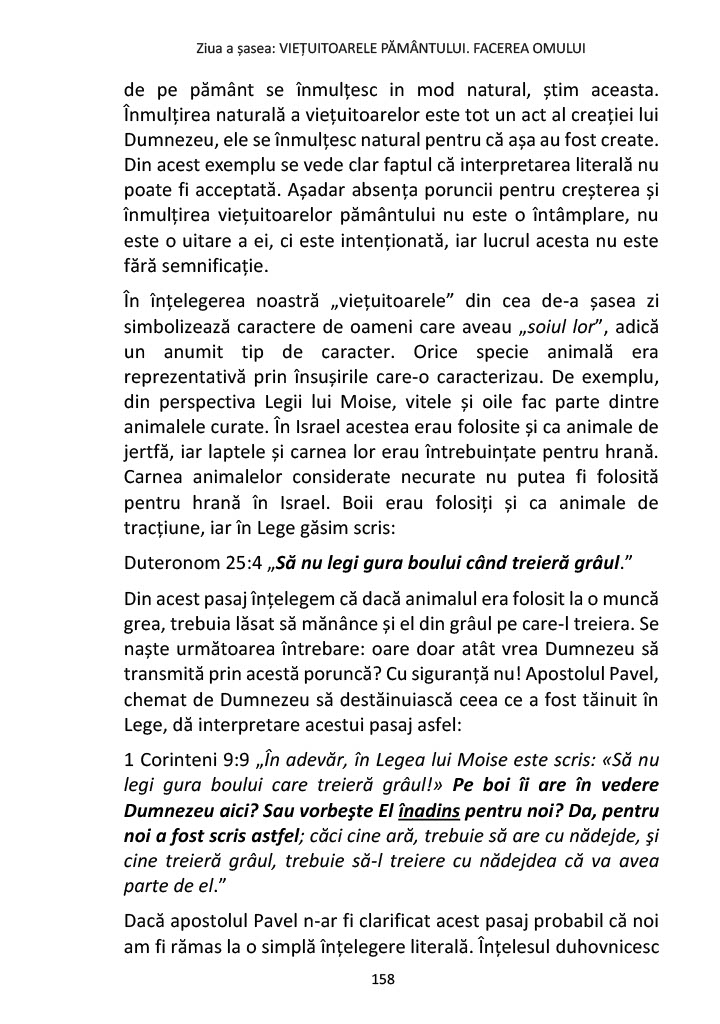 Ziua a șasea: VIEȚUITOARELE PĂMÂNTULUI. FACEREA OMULUI
de pe pământ se înmulțesc in mod natural, știm aceasta.
Înmulțirea naturală a viețuitoarelor este tot un act al creației lui
Dumnezeu, ele se înmulțesc natural pentru că așa au fost create.
Din acest exemplu se vede clar faptul că interpretarea literală nu
poate fi acceptată. Așadar absența poruncii pentru creșterea și
înmulțirea viețuitoarelor pământului nu este o întâmplare, nu
este o uitare a ei, ci este intenționată, iar lucrul acesta nu este
fără semnificație.
În înțelegerea noastră „viețuitoarele” din cea de-a șasea zi
simbolizează caractere de oameni care aveau „soiul lor”, adică
un anumit tip de caracter. Orice specie animală era
reprezentativă prin însușirile care-o caracterizau. De exemplu,
din perspectiva Legii lui Moise, vitele și oile fac parte dintre
animalele curate. În Israel acestea erau folosite și ca animale de
jertfă, iar laptele și carnea lor erau întrebuințate pentru hrană.
Carnea animalelor considerate necurate nu putea fi folosită
pentru hrană în Israel. Boii erau folosiți și ca animale de
tracțiune, iar în Lege găsim scris:
Duteronom 25:4 „Să nu legi gura boului când treieră grâul.”
Din acest pasaj înțelegem că dacă animalul era folosit la o muncă
grea, trebuia lăsat să mănânce și el din grâul pe care-l treiera. Se
naște următoarea întrebare: oare doar atât vrea Dumnezeu să
transmită prin acestă poruncă? Cu siguranță nu! Apostolul Pavel,
chemat de Dumnezeu să destăinuiască ceea ce a fost tăinuit în
Lege, dă interpretare acestui pasaj asfel:
1 Corinteni 9:9 „În adevăr, în Legea lui Moise este scris: «Să nu
legi gura boului care treieră grâul!» Pe boi îi are în vedere
Dumnezeu aici? Sau vorbeşte El înadins pentru noi? Da, pentru
noi a fost scris astfel; căci cine ară, trebuie să are cu nădejde, şi
cine treieră grâul, trebuie să-l treiere cu nădejdea că va avea
parte de el.”
Dacă apostolul Pavel n-ar fi clarificat acest pasaj probabil că noi
am fi rămas la o simplă înțelegere literală. Înțelesul duhovnicesc
158